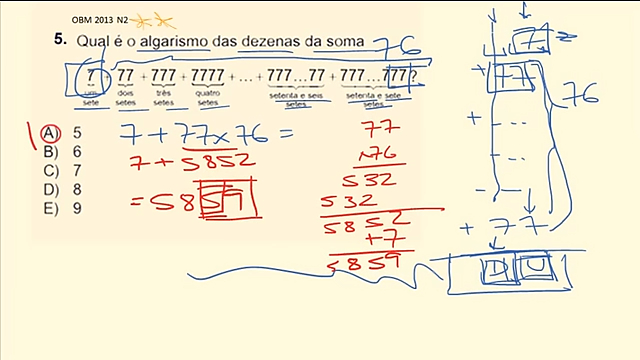 OBM 2013 N2
5. Qual é o algarismo das dezenas da soma 76
7 + 77 + 777 + 7777 + ... + 777...77 + 777...777?
um sete dois setes três setes quatro setes setenta e seis setes setenta e sete setes
A) 5
B) 6
C) 7
D) 8
E) 9
7 + 77 x 76 =
7 + 5852
= 5859
77
x76
532
532
5852
+7
5859
7
+ 77
76
+ ...
- ...
+ 77
D U